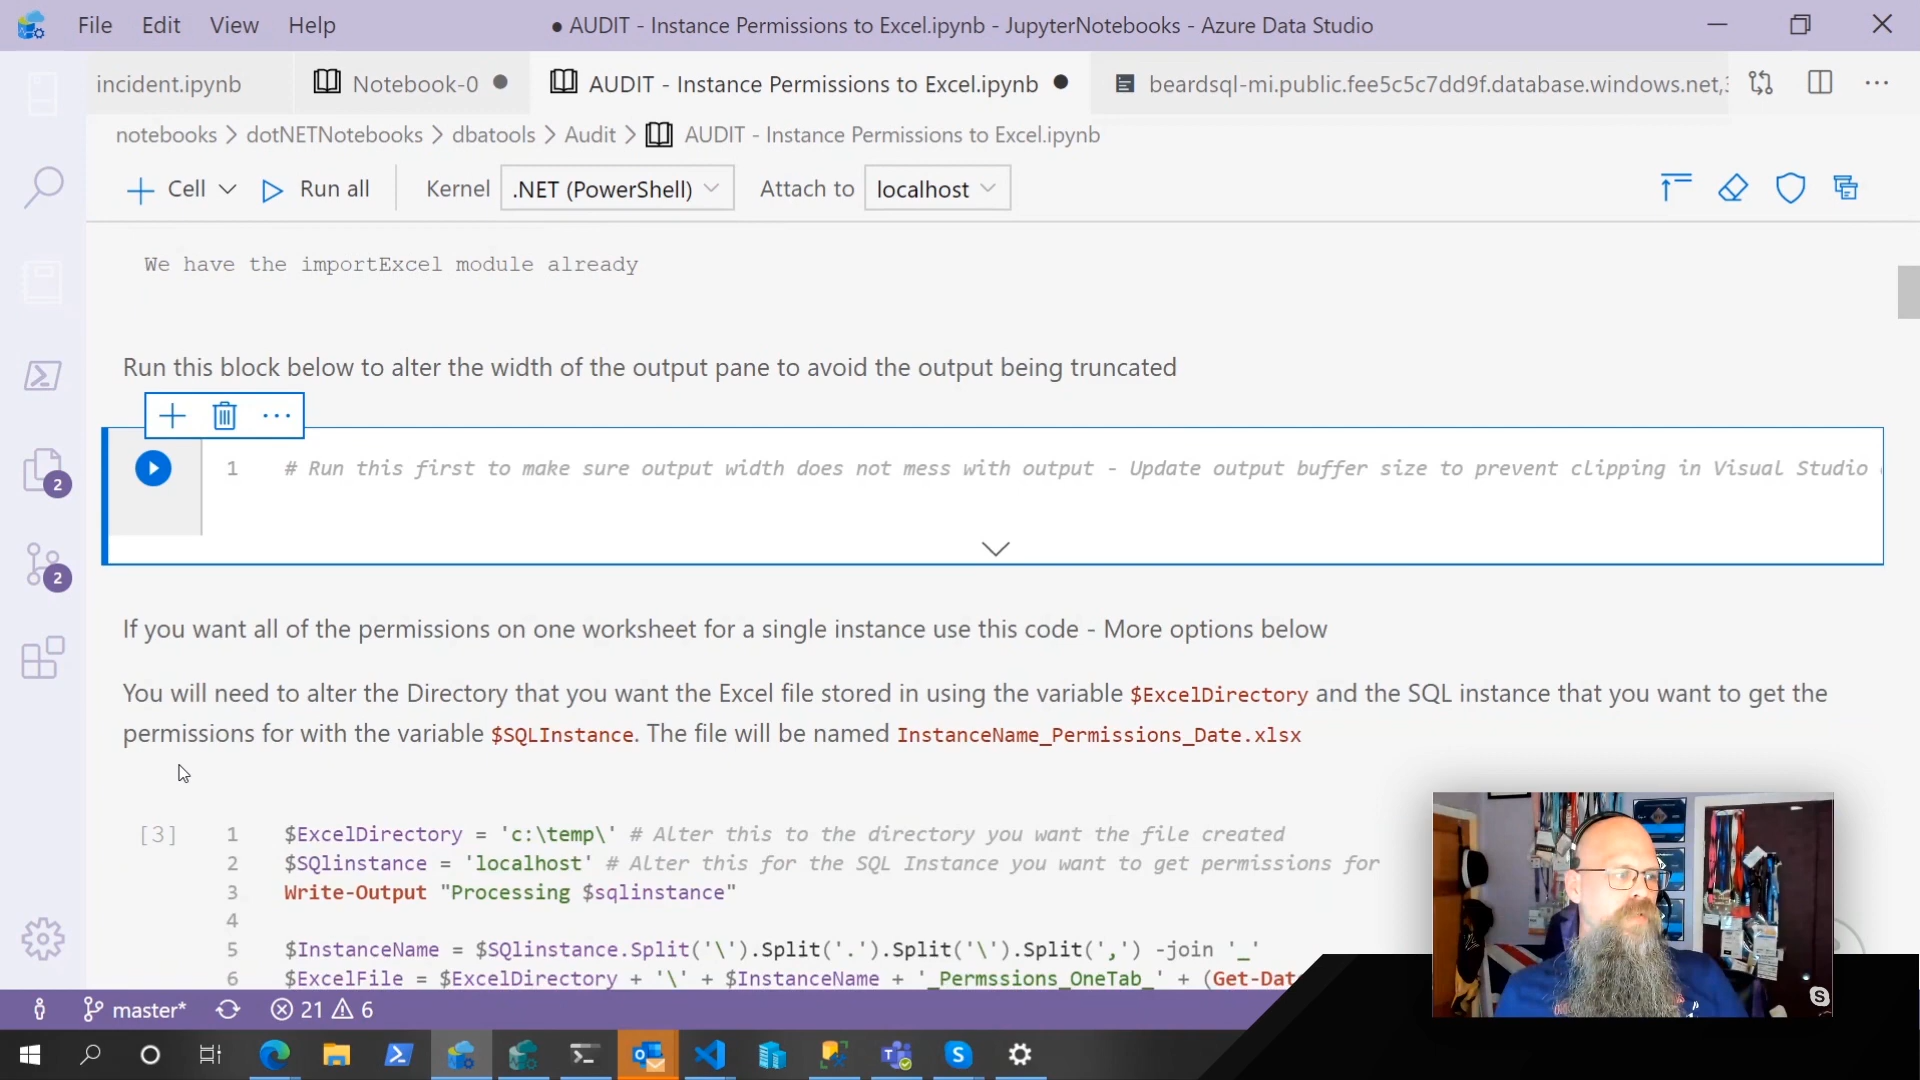 File Edit View Help
● AUDIT - Instance Permissions to Excel.ipynb - JupyterNotebooks - Azure Data Studio
incident.ipynb
Notebook-0 ●
AUDIT - Instance Permissions to Excel.ipynb ●
beardsql-mi.public.fee5c5c7dd9f.database.windows.net,3
notebooks > dotNETNotebooks > dbatools > Audit > AUDIT - Instance Permissions to Excel.ipynb
Cell Run all Kernel .NET (PowerShell) Attach to localhost
We have the importExcel module already
Run this block below to alter the width of the output pane to avoid the output being truncated
1 # Run this first to make sure output width does not mess with output - Update output buffer size to prevent clipping in Visual Studio
If you want all of the permissions on one worksheet for a single instance use this code - More options below
You will need to alter the Directory that you want the Excel file stored in using the variable $ExcelDirectory and the SQL instance that you want to get the
permissions for with the variable $SQLInstance. The file will be named InstanceName_Permissions_Date.xlsx
[3] 1 $ExcelDirectory = 'c:\temp\' # Alter this to the directory you want the file created
2 $SQlinstance = 'localhost' # Alter this for the SQL Instance you want to get permissions for
3 Write-Output "Processing $sqlinstance"
4
5 $InstanceName = $SQlinstance.Split('\').Split('.').Split('\').Split(',') -join '_'
6 $ExcelFile = $ExcelDirectory + '\' + $InstanceName + '_Permssions_OneTab_' + (Get-Dat
2
2
master* 21 6